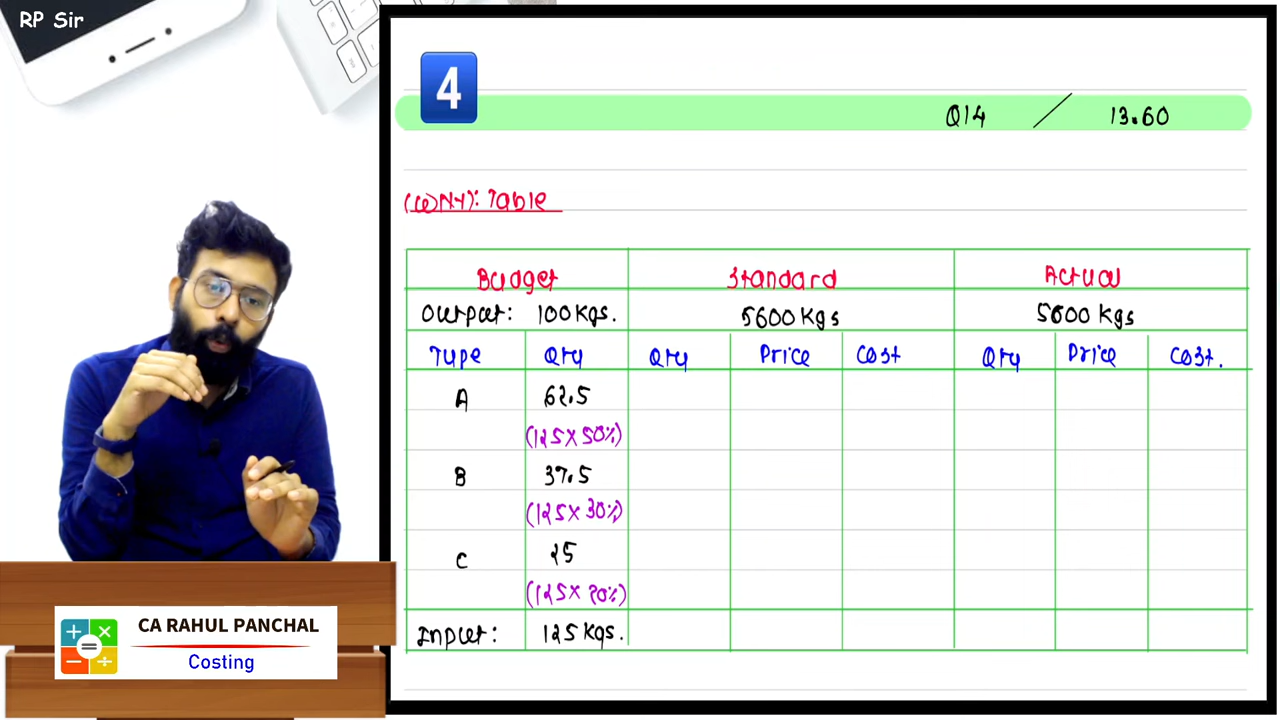 RP Sir
4
Q14 / 13.60
(W.N-1): Table
Budget Standard Actual
Output: 100 Kgs. 5600 Kgs 5600 Kgs
Type Qty Qty Price Cost Qty Price Cost.
A 62.5
(125 x 50%)
B 37.5
(125 x 30%)
C 25
(125 x 20%)
Input: 125 Kgs.
CA RAHUL PANCHAL
Costing